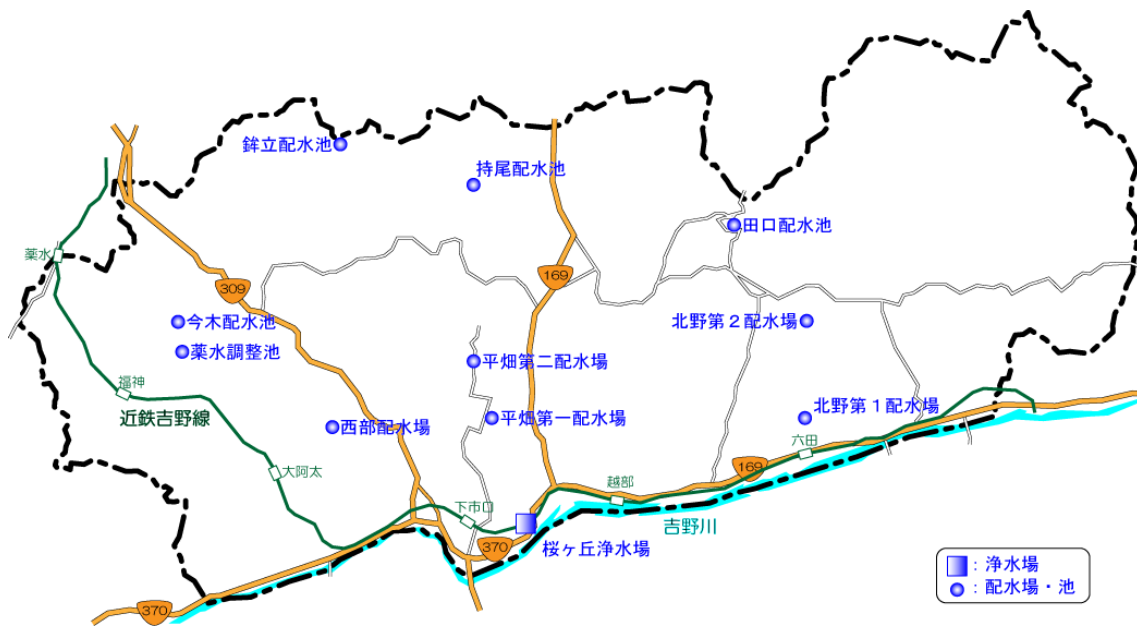 鉾立配水池
持尾配水池
田口配水池
薬水
309
169
今木配水池
薬水調整池
北野第2配水場
平畑第二配水場
福神
近鉄吉野線
西部配水場
平畑第一配水場
北野第1配水場
大阿太
六田
169
越部
下市口
吉野川
桜ヶ丘浄水場
370
370
:浄水場
:配水場・池